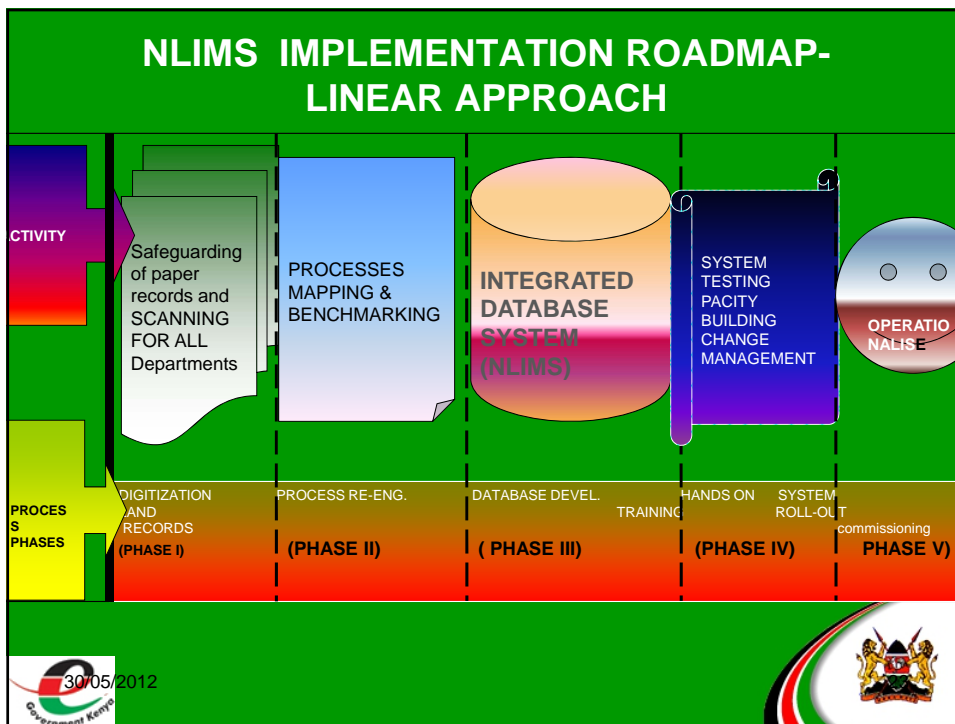 NLIMS IMPLEMENTATION ROADMAP-
LINEAR APPROACH
CTIVITY
Safeguarding
of paper
records and
SCANNING
FOR ALL
Departments
PROCESSES
MAPPING &
BENCHMARKING
INTEGRATED
DATABASE
SYSTEM
(NLIMS)
SYSTEM
TESTING
PACITY
BUILDING
CHANGE
MANAGEMENT
OPERATIO
NALISE
PROCES
S
PHASES
DIGITIZATION
AND
RECORDS
(PHASE I)
PROCESS RE-ENG.
(PHASE II)
DATABASE DEVEL.
TRAINING
( PHASE III)
HANDS ON SYSTEM
ROLL-OUT
(PHASE IV)
commissioning
PHASE V)
30/05/2012
e
Government Kenya